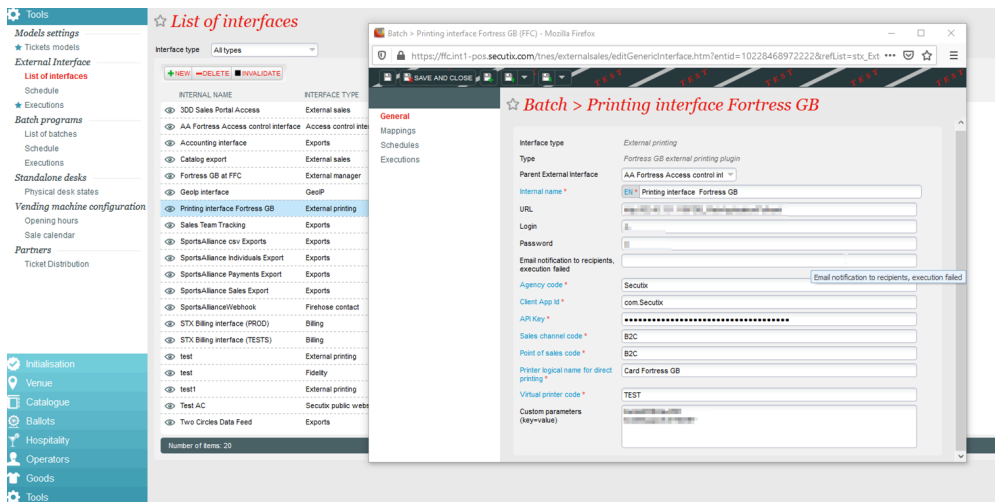 Tools
Models settings
Tickets models
External Interface
List of interfaces
Schedule
Executions
Batch programs
List of batches
Schedule
Executions
Standalone desks
Physical desk states
Vending machine configuration
Opening hours
Sale calendar
Partners
Ticket Distribution
Initialisation
Venue
Catalogue
Ballots
Hospitality
Operators
Goods
Tools
List of interfaces
Interface type All types
NEW DELETE INVALIDATE
INTERNAL NAME INTERFACE TYPE
3DD Sales Portal Access External sales
AA Fortress Access control interface Access control inte
Accounting interface Exports
Catalog export External sales
Fortress GB at FFC External manager
GeoIp interface GeoIP
Printing interface Fortress GB External printing
Sales Team Tracking Exports
SportsAlliance csv Exports Exports
SportsAlliance Individuals Export Exports
SportsAlliance Payments Export Exports
SportsAlliance Sales Export Exports
SportsAllianceWebhook Firehose contact
STX Billing interface (PROD) Billing
STX Billing interface (TESTS) Billing
test External printing
test Fidelity
test1 External printing
Test AC Secutix public webs
Two Circles Data Feed Exports
Number of items: 20
Batch > Printing interface Fortress GB (FFC) - Mozilla Firefox
https://ffc.int1-pos.secutix.com/tnes/externalsales/editGenericInterface.htm?entid=10228468972222&refList=stx_Ext
SAVE AND CLOSE
TEST TEST TEST TEST
General
Mappings
Schedules
Executions
Batch > Printing interface Fortress GB
Interface type External printing
Type Fortress GB external printing plugin
Parent External Interface AA Fortress Access control inf
Internal name * EN * Printing interface Fortress GB
URL
Login
Password
Email notification to recipients,
execution failed
Email notification to recipients, execution failed
Agency code * Secutix
Client App Id * com.Secutix
API Key *
Sales channel code * B2C
Point of sales code * B2C
Printer logical name for direct
printing * Card Fortress GB
Virtual printer code * TEST
Custom parameters
(key=value)